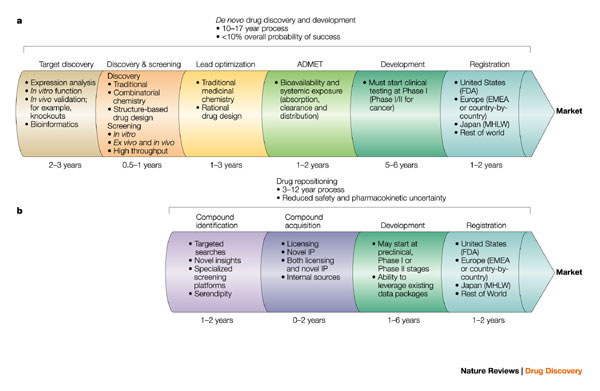 a
De novo drug discovery and development
• 10–17 year process
• <10% overall probability of success
Target discovery
• Expression analysis
• In vitro function
• In vivo validation;
for example,
knockouts
• Bioinformatics
2–3 years
Discovery & screening
Discovery
• Traditional
• Combinatorial
chemistry
• Structure-based
drug design
Screening
• In vitro
• Ex vivo and in vivo
• High throughput
0.5–1 years
Lead optimization
• Traditional
medicinal
chemistry
• Rational
drug design
1–3 years
ADMET
• Bioavailability and
systemic exposure
(absorption,
clearance and
distribution)
1–2 years
Development
• Must start clinical
testing at Phase I
(Phase I/II for
cancer)
5–6 years
Registration
• United States
(FDA)
• Europe (EMEA
or country-by-
country)
• Japan (MHLW)
• Rest of world
1–2 years
Market
b
Drug repositioning
• 3–12 year process
• Reduced safety and pharmacokinetic uncertainty
Compound
identification
• Targeted
searches
• Novel insights
• Specialized
screening
platforms
• Serendipity
1–2 years
Compound
acquisition
• Licensing
• Novel IP
• Both licensing
and novel IP
• Internal sources
0–2 years
Development
• May start at
preclinical,
Phase I or
Phase II stages
• Ability to
leverage existing
data packages
1–6 years
Registration
• United States
(FDA)
• Europe (EMEA
or country-by-
country)
• Japan (MHLW)
• Rest of World
1–2 years
Market
Nature Reviews | Drug Discovery